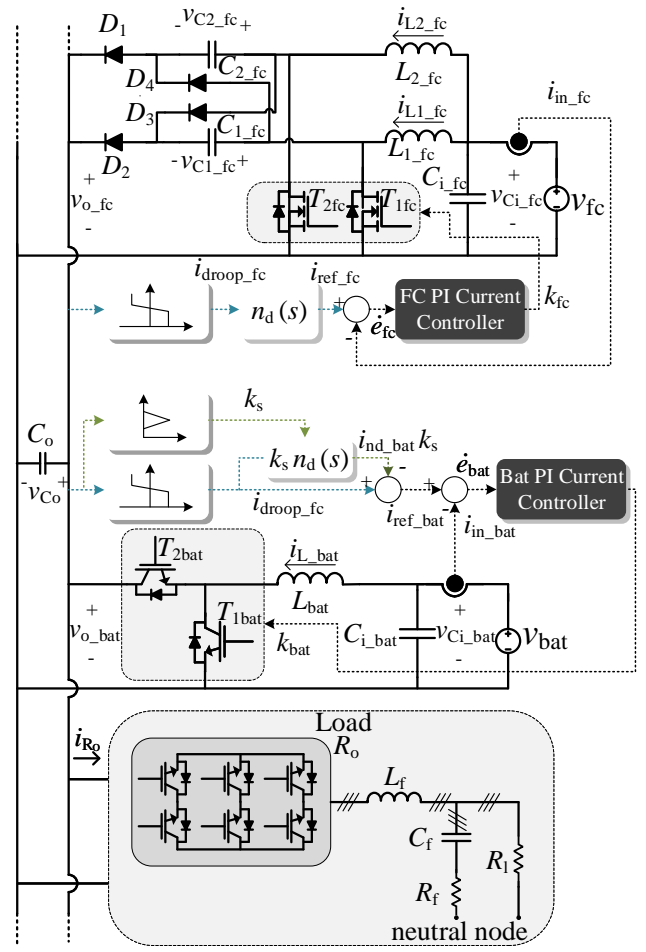 D1
-vC2_fc+
iL2_fc
C2_fc
L2_fc
D4
D3
iL1_fc
iin_fc
C1_fc
L1_fc
D2
-vC1_fc+
Ci_fc
+
vCi_fc
-
vfc
+
vo_fc
-
T2fc
T1fc
idroop_fc
iref_fc
nd (s)
+
-
efc
FC PI Current
Controller
kfc
ks
Co
-vCo+
ks nd (s)
ind_bat ks
idroop_fc
+
-
iref_bat
+
-
ebat
iin_bat
Bat PI Current
Controller
T2bat
iL_bat
Lbat
+
vo_bat
-
T1bat
kbat
Ci_bat
+
vCi_bat
-
vbat
Load
iRo
Ro
Lf
Cf
Rf
Rl
neutral node